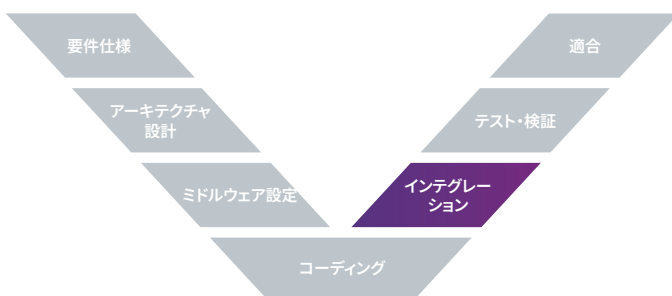 要件仕様
適合
アーキテクチャ
設計
テスト・検証
ミドルウェア設定
インテグレー
ション
コーディング